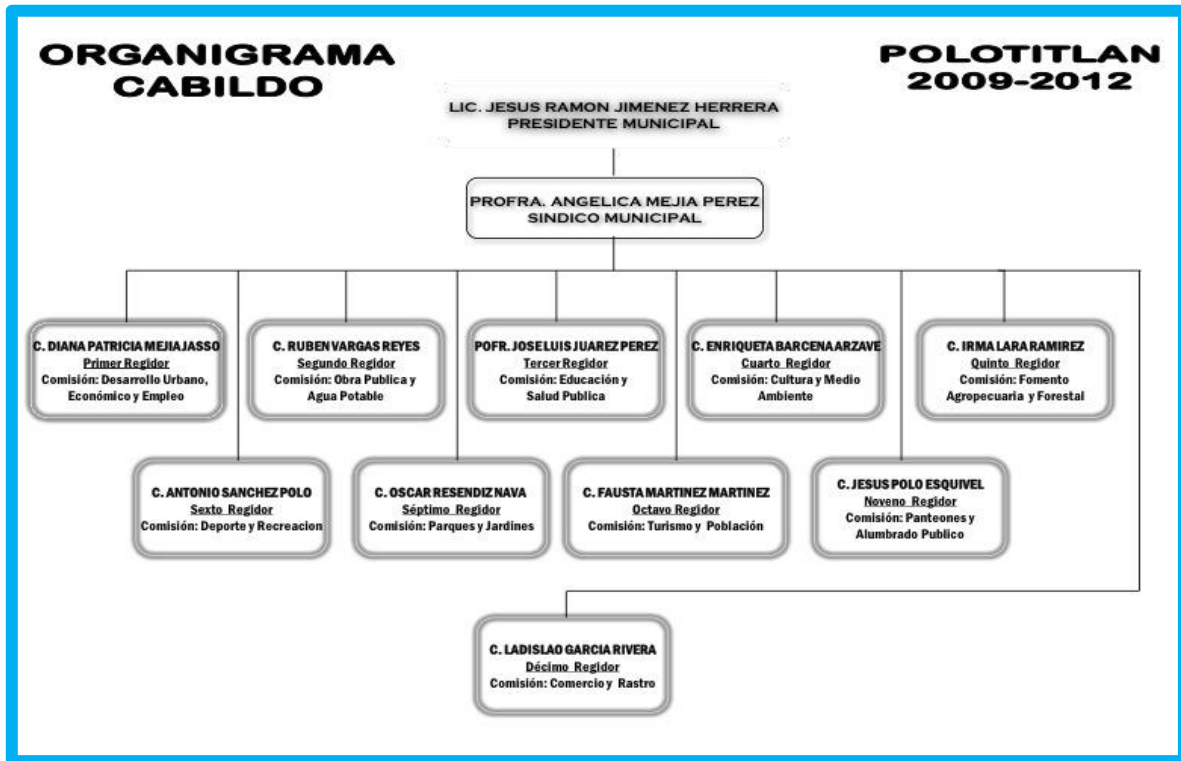 ORGANIGRAMA
CABILDO
POLOTITLAN
2009-2012
LIC. JESUS RAMON JIMENEZ HERRERA
PRESIDENTE MUNICIPAL
PROFRA. ANGELICA MEJIA PEREZ
SINDICO MUNICIPAL
C. DIANA PATRICIA MEJIA JASSO
Primer Regidor
Comisión: Desarrollo Urbano,
Económico y Empleo
C. RUBEN VARGAS REYES
Segundo Regidor
Comisión: Obra Publica y
Agua Potable
POFR. JOSE LUIS JUAREZ PEREZ
Tercer Regidor
Comisión: Educación y
Salud Publica
C. ENRIQUETA BARCENA ARZAVE
Cuarto Regidor
Comisión: Cultura y Medio
Ambiente
C. IRMA LARA RAMIREZ
Quinto Regidor
Comisión: Fomento
Agropecuaria y Forestal
C. ANTONIO SANCHEZ POLO
Sexto Regidor
Comisión: Deporte y Recreacion
C. OSCAR RESENDIZ NAVA
Séptimo Regidor
Comisión: Parques y Jardines
C. FAUSTA MARTINEZ MARTINEZ
Octavo Regidor
Comisión: Turismo y Población
C. JESUS POLO ESQUIVEL
Noveno Regidor
Comisión: Panteones y
Alumbrado Publico
C. LADISLAO GARCIA RIVERA
Décimo Regidor
Comisión: Comercio y Rastro